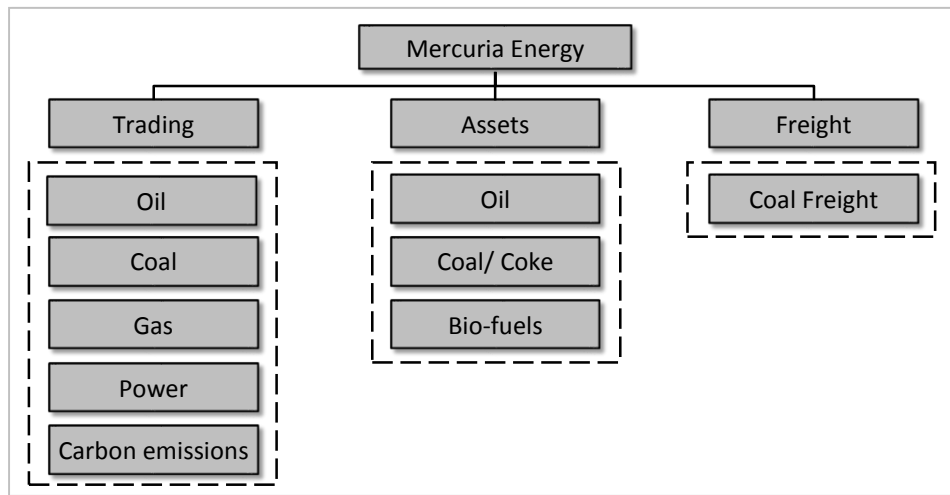 Mercuria Energy
Trading
Assets
Freight
Oil
Coal
Gas
Power
Carbon emissions
Oil
Coal/ Coke
Bio-fuels
Coal Freight